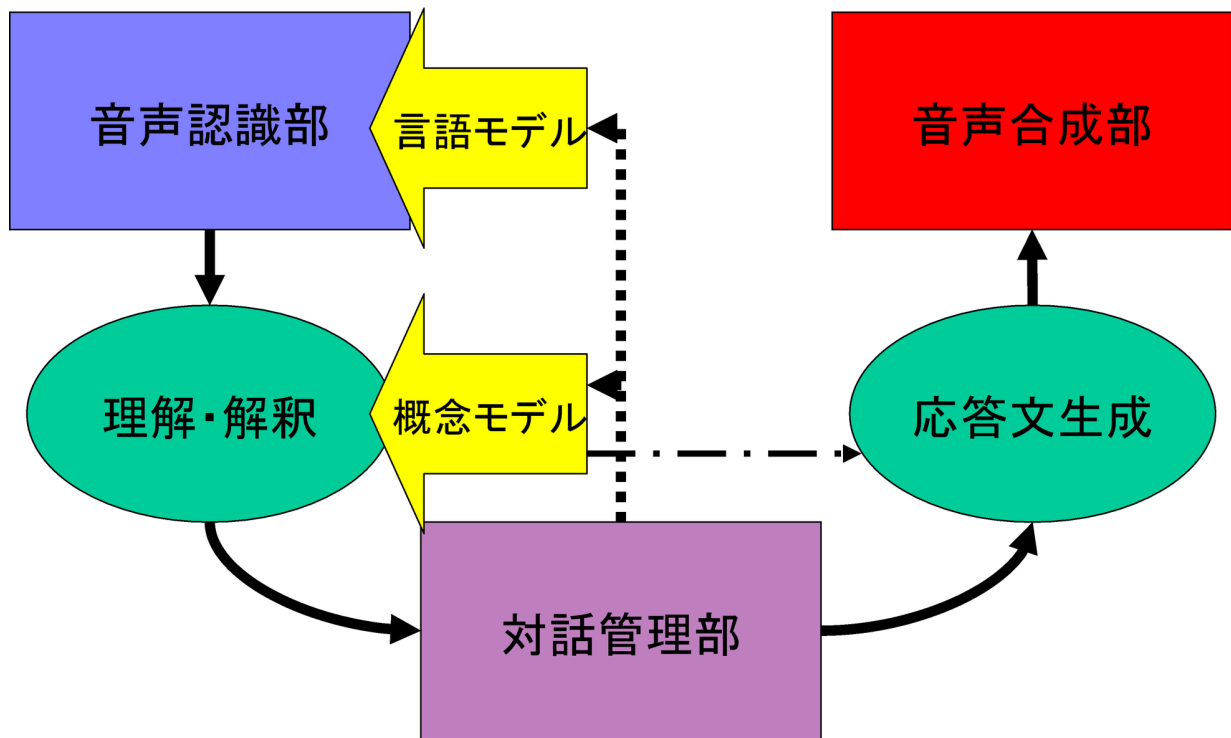 音声認識部
言語モデル
音声合成部
理解・解釈
概念モデル
応答文生成
対話管理部